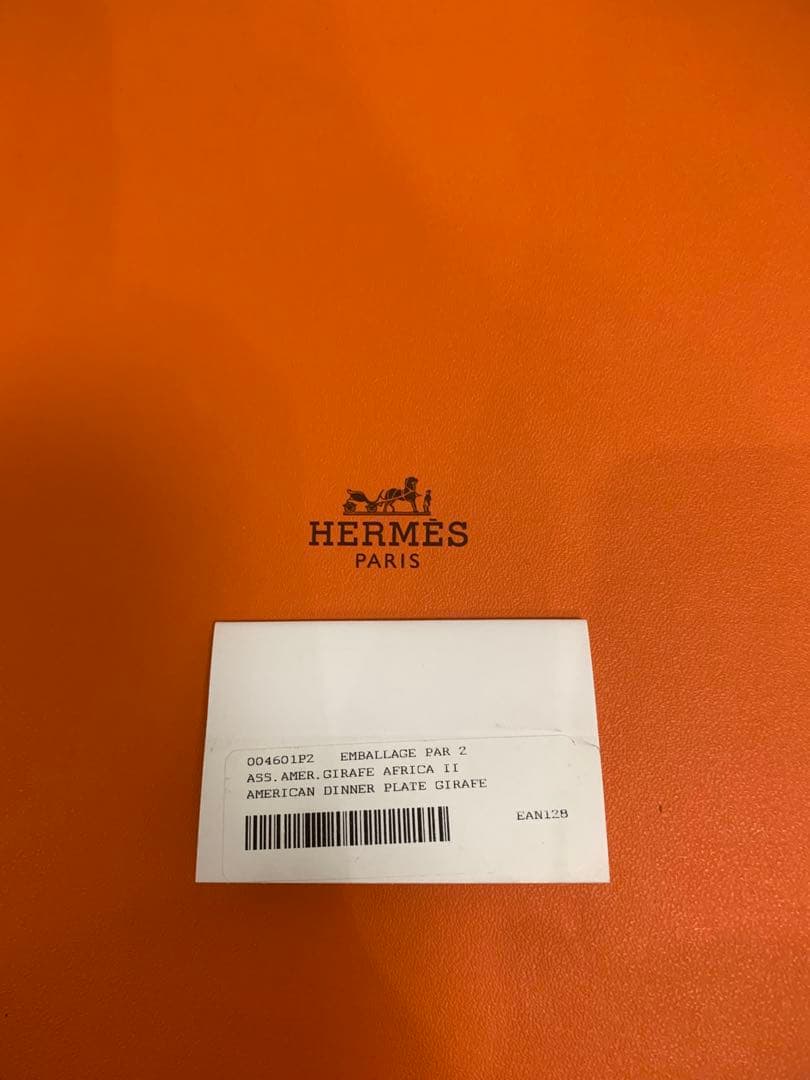 HERMÈS
PARIS
004601P2 EMBALLAGE PAR 2
ASS.AMER.GIRAFE AFRICA II
AMERICAN DINNER PLATE GIRAFE
EAN128